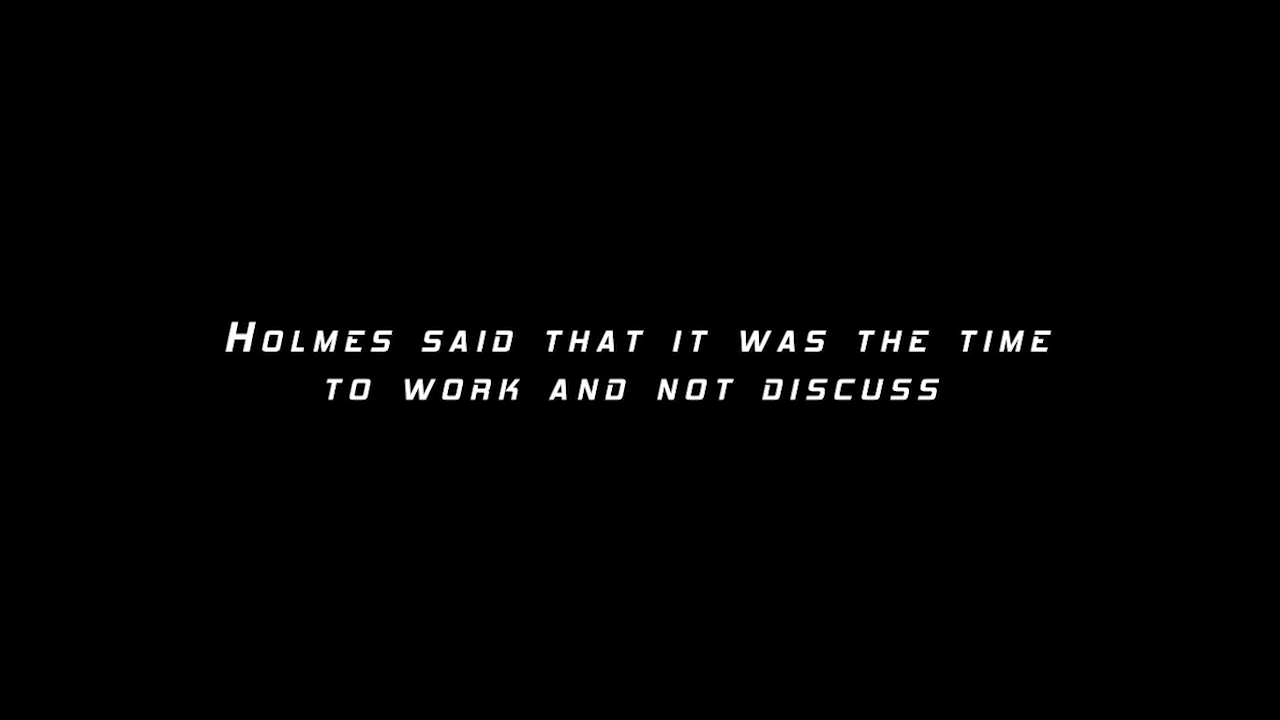 Holmes said that it was the time
to work and not discuss